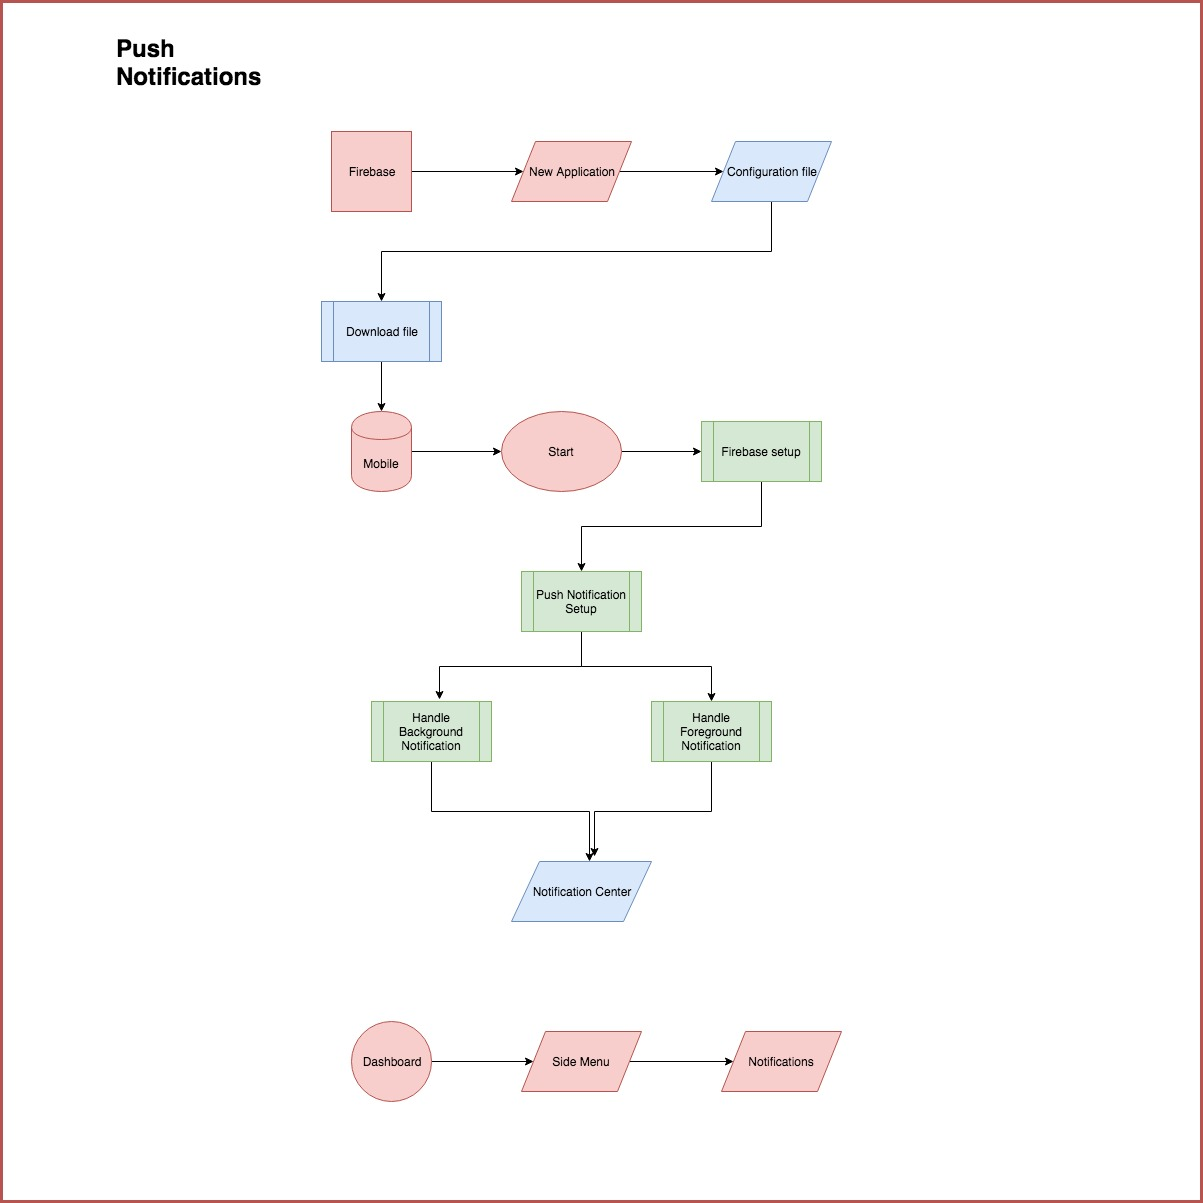 Push
Notifications
Firebase
New Application
Configuration file
Download file
Mobile
Start
Firebase setup
Push Notification
Setup
Handle
Background
Notification
Handle
Foreground
Notification
Notification Center
Dashboard
Side Menu
Notifications